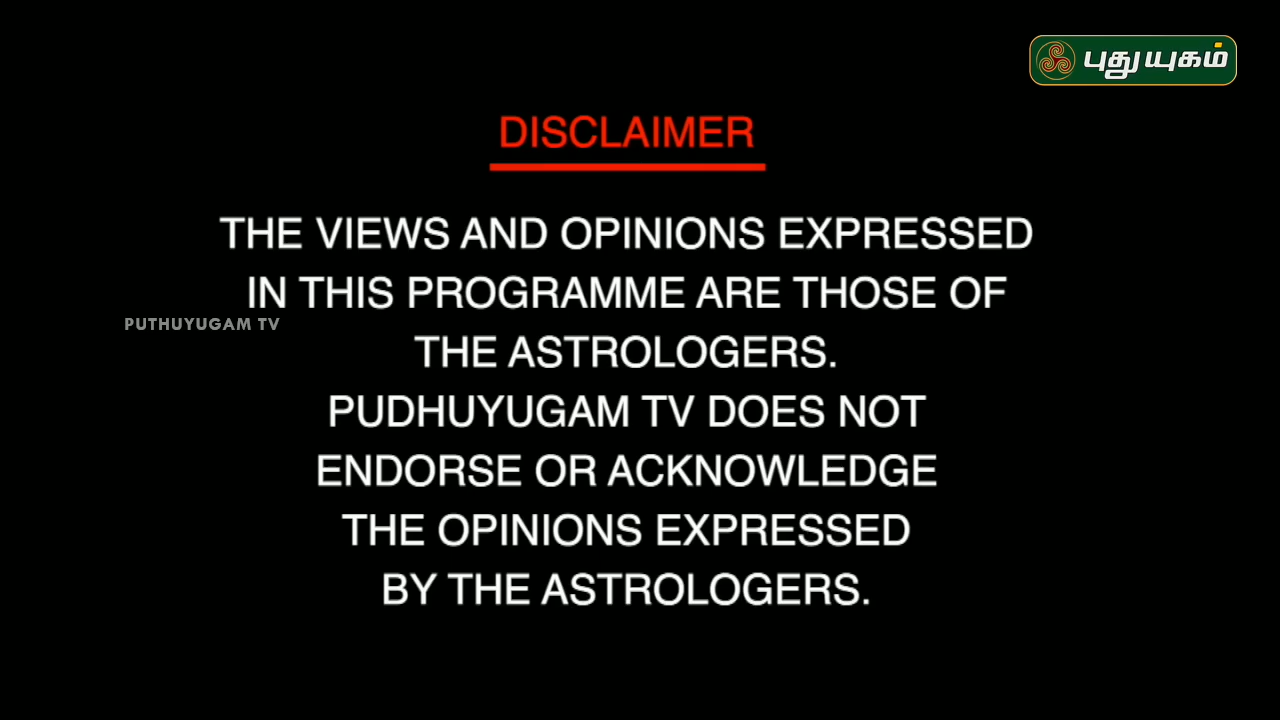 புதுயுகம்
DISCLAIMER
THE VIEWS AND OPINIONS EXPRESSED
IN THIS PROGRAMME ARE THOSE OF
PUTHUYUGAM TV
THE ASTROLOGERS.
PUDHUYUGAM TV DOES NOT
ENDORSE OR ACKNOWLEDGE
THE OPINIONS EXPRESSED
BY THE ASTROLOGERS.